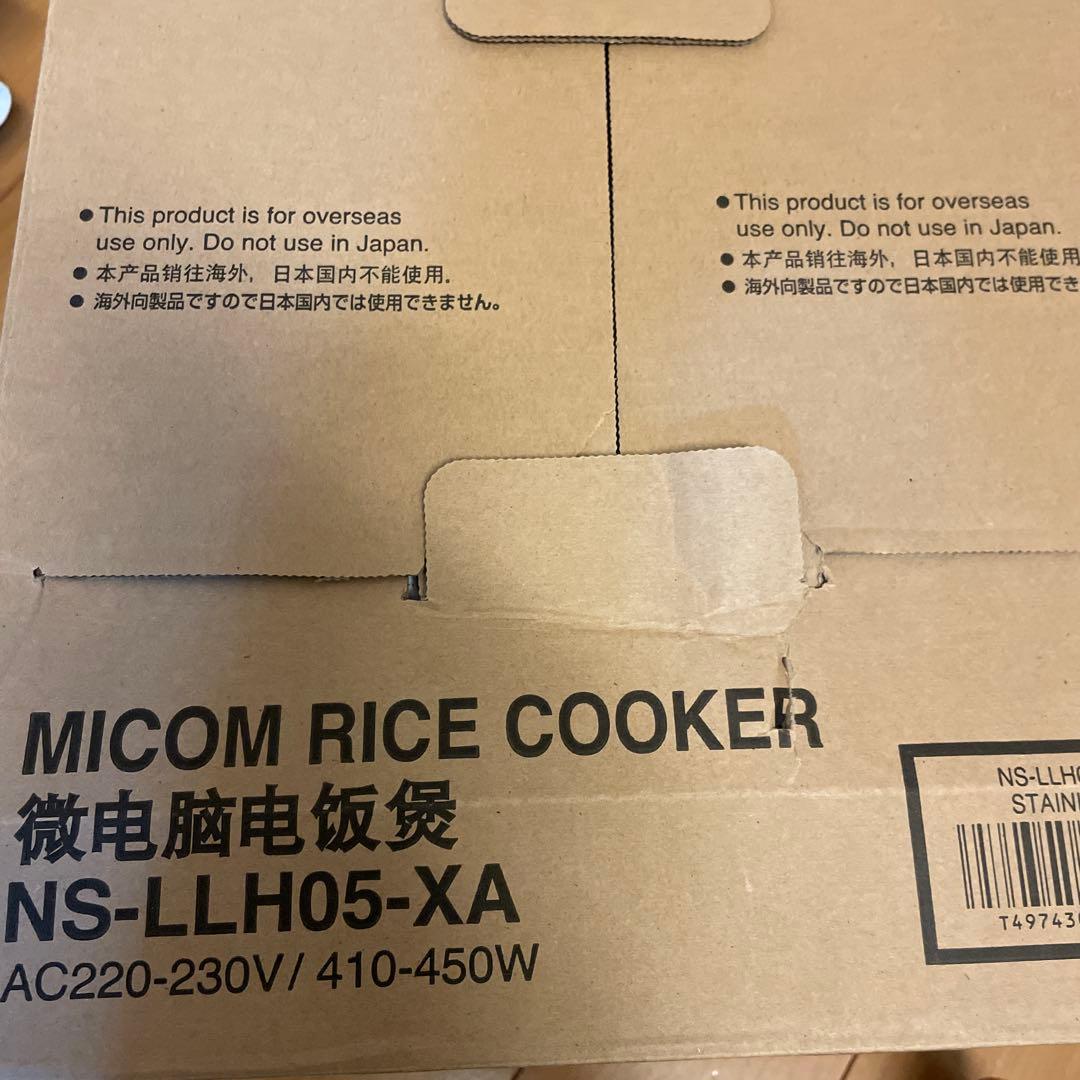 ● This product is for overseas
use only. Do not use in Japan.
● 本产品销往海外，日本国内不能使用.
● 海外向製品ですので日本国内では使用できません。
● This product is for overseas
use only. Do not use in Japan.
● 本产品销往海外，日本国内不能使用
● 海外向製品ですので日本国内では使用でき
MICOM RICE COOKER
微电脑电饭煲
NS-LLH05-XA
AC220-230V/ 410-450W
NS-LLH0
STAIN
T49743